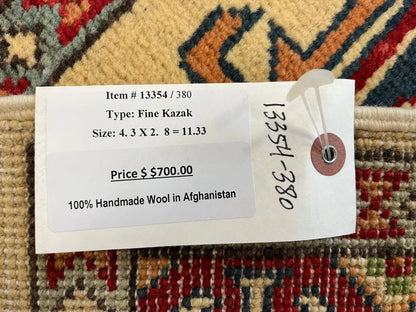 Item # 13354 / 380
Type: Fine Kazak
Size: 4. 3 X 2. 8 = 11.33
Price $ $700.00
100% Handmade Wool in Afghanistan
13354-380